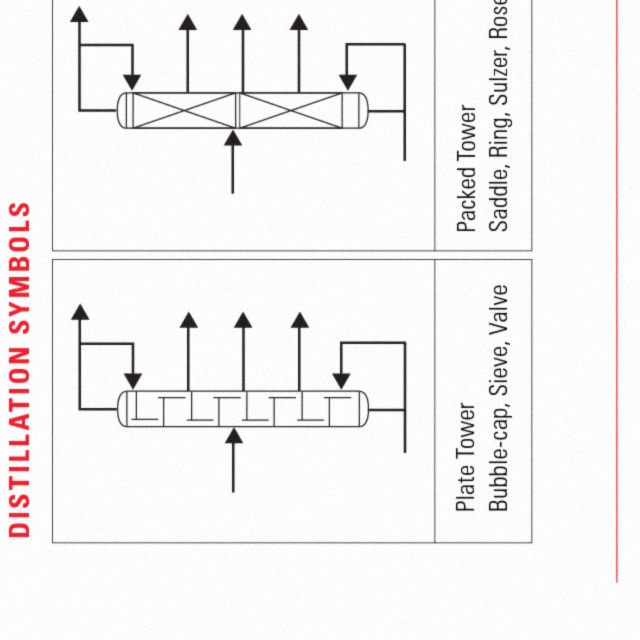 DISTILLATION SYMBOLS
Plate Tower
Bubble-cap, Sieve, Valve
Packed Tower
Saddle, Ring, Sulzer,